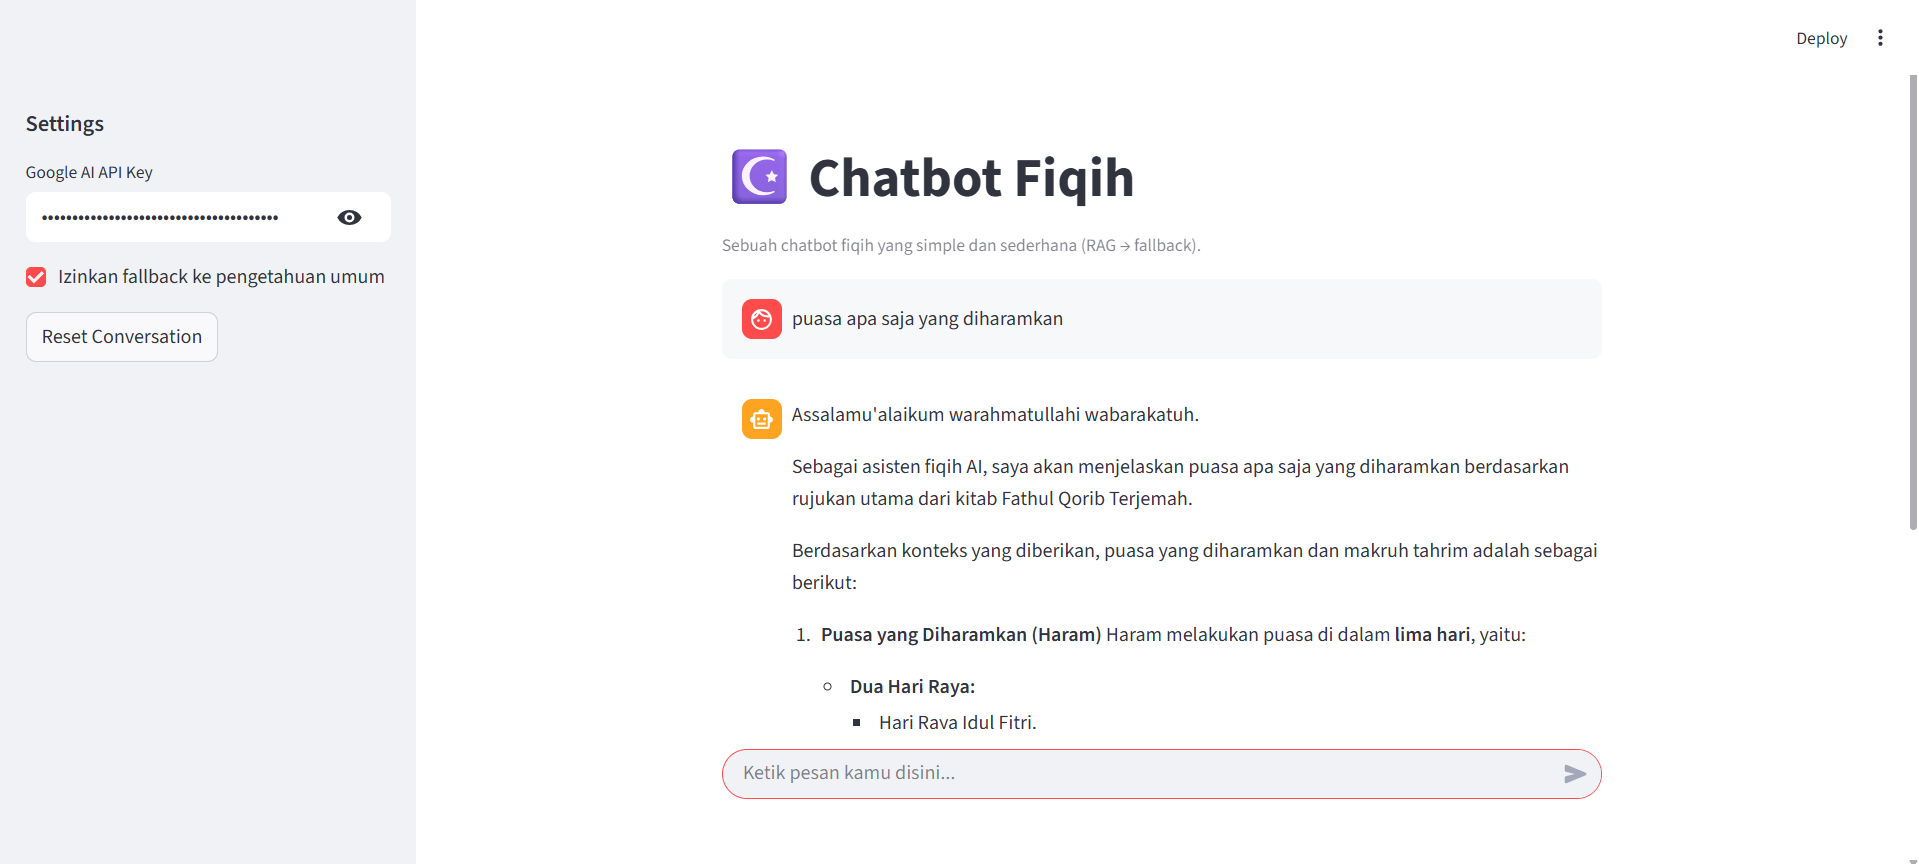 Deploy
Settings
Google AI API Key
Izinkan fallback ke pengetahuan umum
Reset Conversation
Chatbot Fiqih
Sebuah chatbot fiqih yang simple dan sederhana (RAG → fallback).
puasa apa saja yang diharamkan
Assalamu'alaikum warahmatullahi wabarakatuh.
Sebagai asisten fiqih AI, saya akan menjelaskan puasa apa saja yang diharamkan berdasarkan
rujukan utama dari kitab Fathul Qorib Terjemah.
Berdasarkan konteks yang diberikan, puasa yang diharamkan dan makruh tahrim adalah sebagai
berikut:
1. Puasa yang Diharamkan (Haram) Haram melakukan puasa di dalam lima hari, yaitu:
Dua Hari Raya:
Hari Raya Idul Fitri.
Ketik pesan kamu disini...